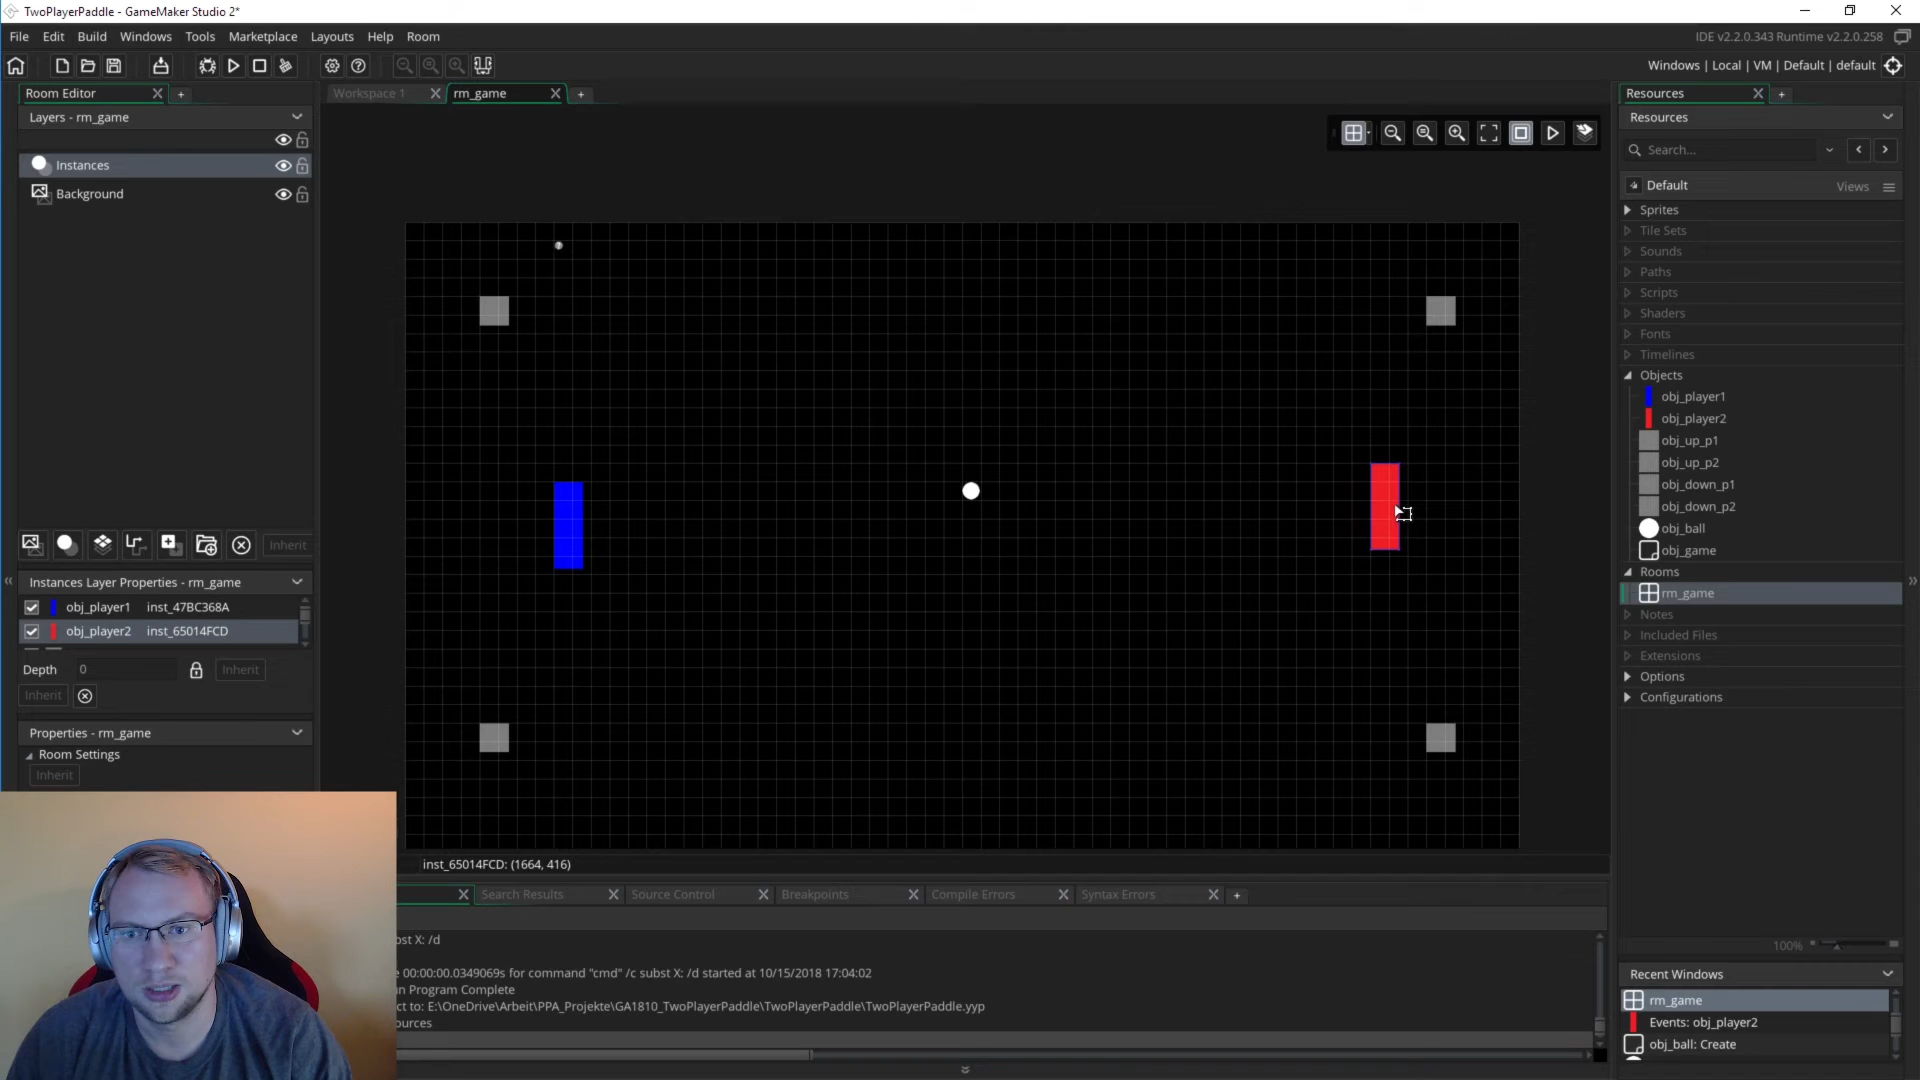 TwoPlayerPaddle - GameMaker Studio 2*
File Edit Build Windows Tools Marketplace Layouts Help Room
IDE v2.2.0.343 Runtime v2.2.0.258
Windows | Local | VM | Default | default
Room Editor
Workspace 1
rm_game
Resources
Layers - rm_game
Resources
Search...
Instances
Background
Default
Views
Sprites
Tile Sets
Sounds
Paths
Scripts
Shaders
Fonts
Timelines
Objects
obj_player1
obj_player2
obj_up_p1
obj_up_p2
obj_down_p1
obj_down_p2
obj_ball
obj_game
Rooms
rm_game
Notes
Included Files
Extensions
Options
Configurations
Inherit
Instances Layer Properties - rm_game
obj_player1 inst_47BC368A
obj_player2 inst_65014FCD
Depth 0 Inherit
Inherit
Properties - rm_game
Room Settings
Inherit
inst_65014FCD: (1664, 416)
Search Results
Source Control
Breakpoints
Compile Errors
Syntax Errors
bst X: /d
e 00:00:00.0349069s for command "cmd" /c subst X: /d started at 10/15/2018 17:04:02
n Program Complete
ct to: E:\OneDrive\Arbeit\PPA_Projekte\GA1810_TwoPlayerPaddle\TwoPlayerPaddle\TwoPlayerPaddle.yyp
ources
100%
Recent Windows
rm_game
Events: obj_player2
obj_ball: Create